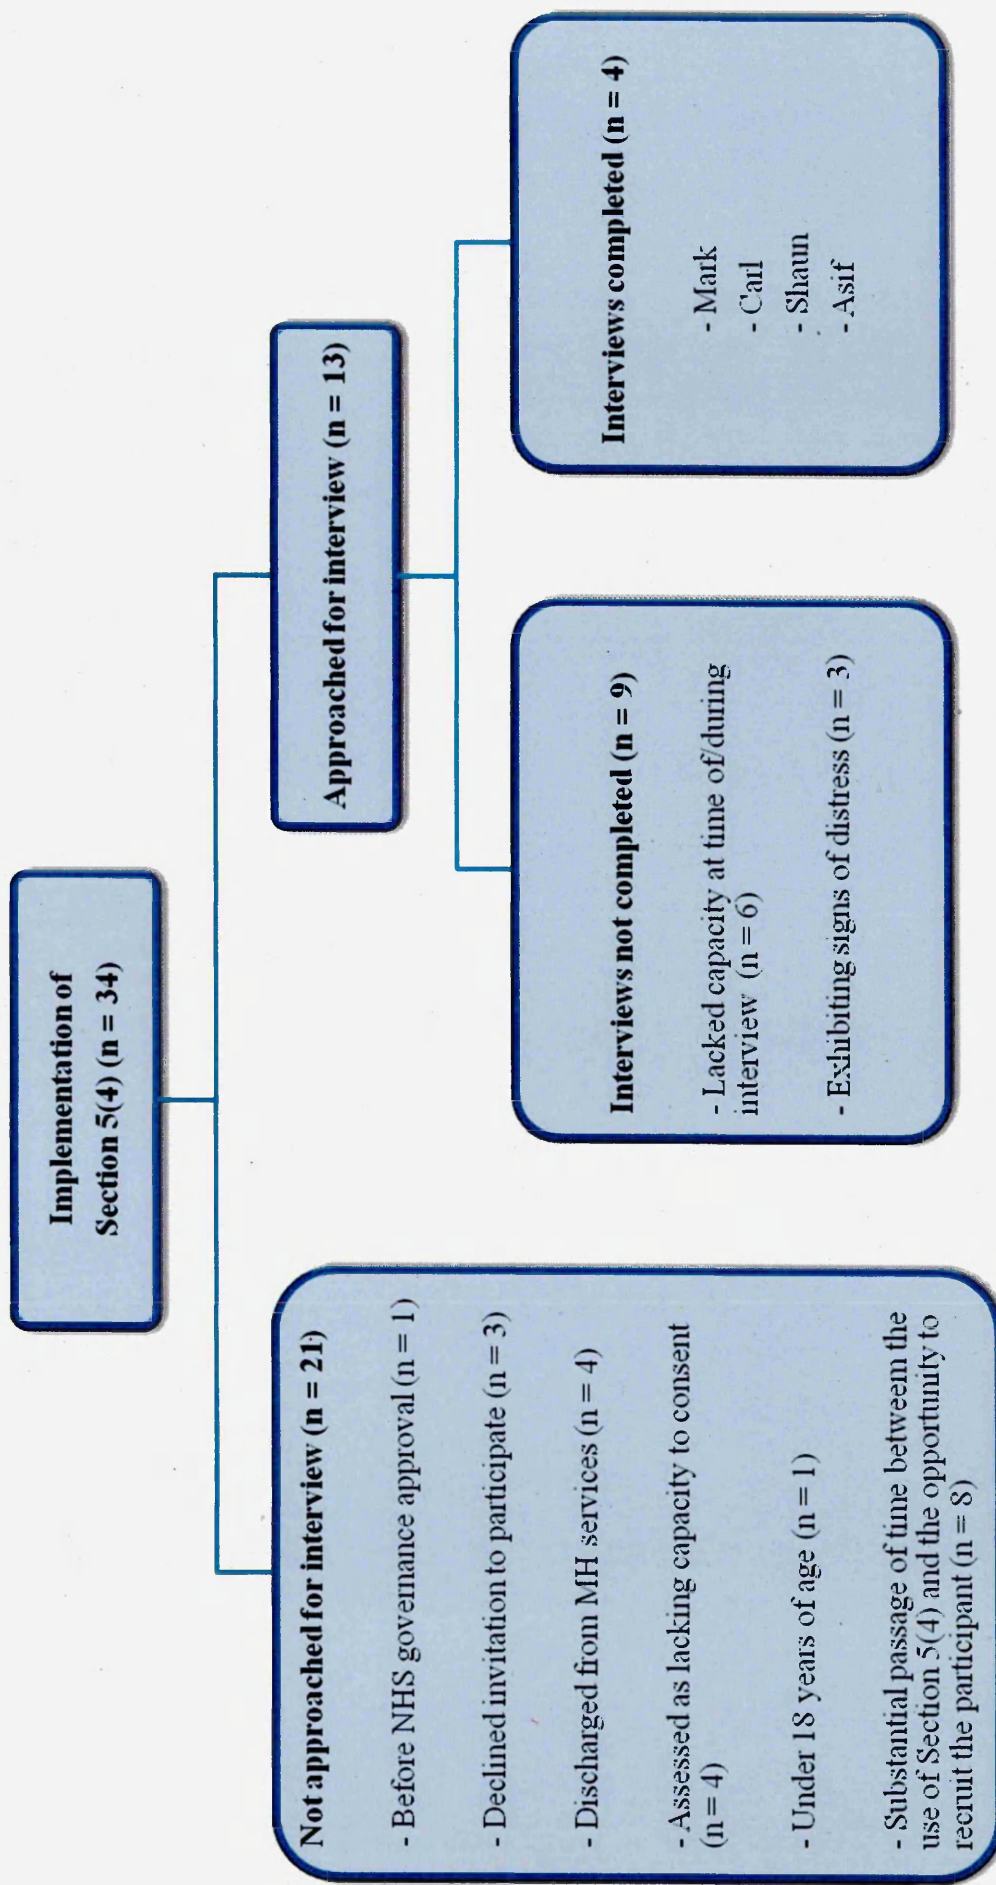 Implementation of
Section 5(4) (n = 34)
Not approached for interview (n = 21)
- Before NHS governance approval (n = 1)
- Declined invitation to participate (n = 3)
- Discharged from MH services (n = 4)
- Assessed as lacking capacity to consent
(n = 4)
- Under 18 years of age (n = 1)
- Substantial passage of time between the
use of Section 5(4) and the opportunity to
recruit the participant (n = 8)
Approached for interview (n = 13)
Interviews not completed (n = 9)
- Lacked capacity at time of/during
interview (n = 6)
- Exhibiting signs of distress (n = 3)
Interviews completed (n = 4)
- Mark
- Carl
- Shaun
- Asif